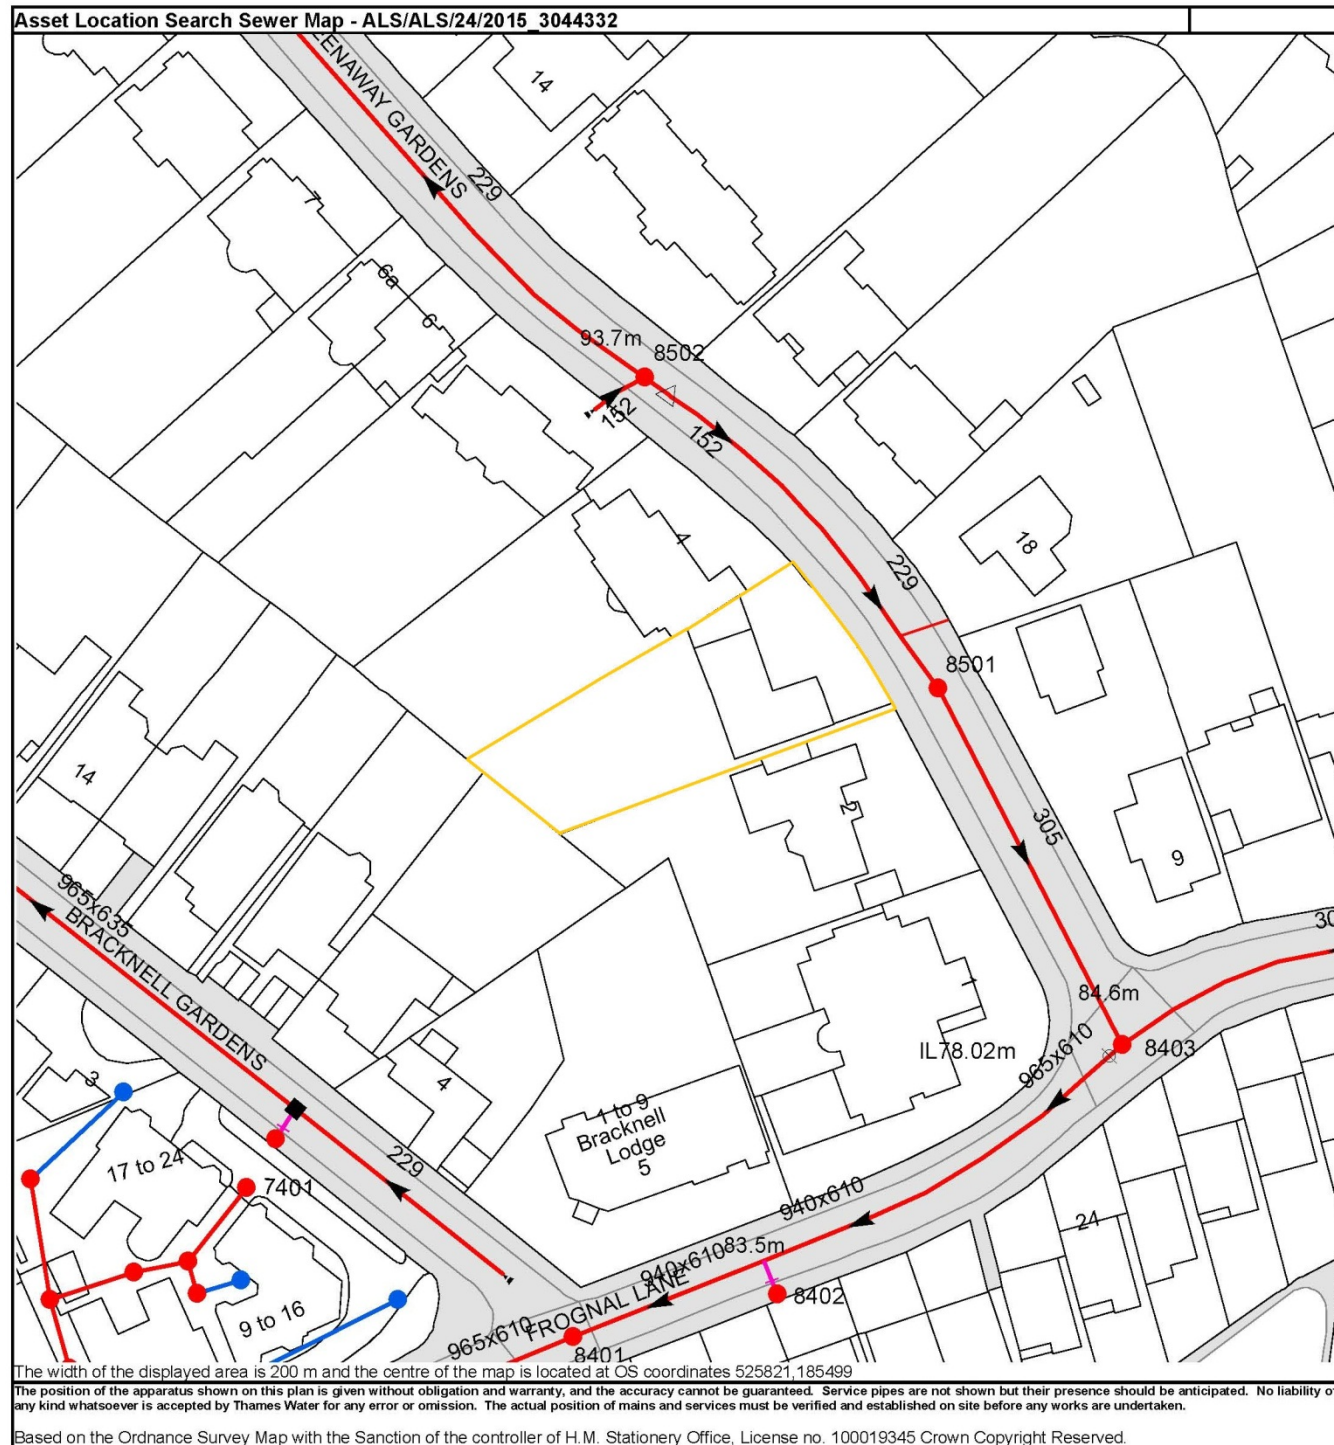 Asset Location Search Sewer Map - ALS/ALS/24/2015_3044332
14
GREENAWAY GARDENS
229
7
6a
6
93.7m
8502
152
152
4
229
18
8501
14
2
305
9
965x635
BRACKNELL GARDENS
30
84.6m
1
IL78.02m
965x610
8403
3
4
1 to 9
Bracknell
Lodge
5
17 to 24
229
7401
940x610
24
940x610
83.5m
8402
9 to 16
FROGNAL LANE
965x610
8401
The width of the displayed area is 200 m and the centre of the map is located at OS coordinates 525821,185499
The position of the apparatus shown on this plan is given without obligation and warranty, and the accuracy cannot be guaranteed. Service pipes are not shown but their presence should be anticipated. No liability of
any kind whatsoever is accepted by Thames Water for any error or omission. The actual position of mains and services must be verified and established on site before any works are undertaken.
Based on the Ordnance Survey Map with the Sanction of the controller of H.M. Stationery Office, License no. 100019345 Crown Copyright Reserved.